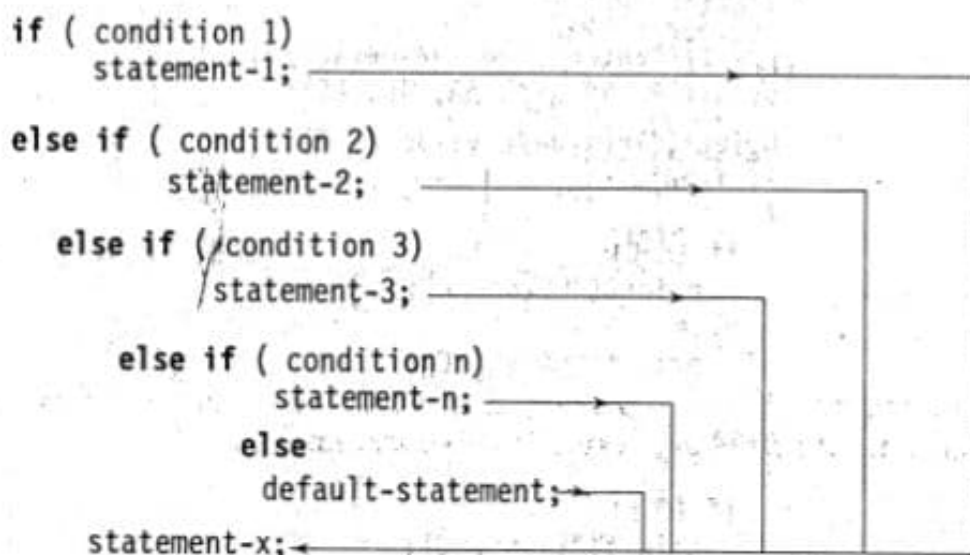 if ( condition 1)
statement-1;
else if ( condition 2)
statement-2;
else if ( condition 3)
statement-3;
else if ( condition n)
statement-n;
else
default-statement;
statement-x;